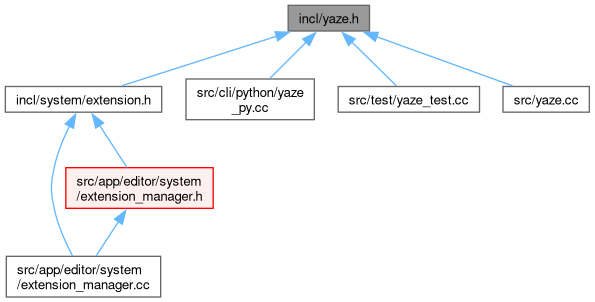 incl/yaze.h
incl/system/extension.h
src/cli/python/yaze
_py.cc
src/test/yaze_test.cc
src/yaze.cc
src/app/editor/system
/extension_manager.h
src/app/editor/system
/extension_manager.cc